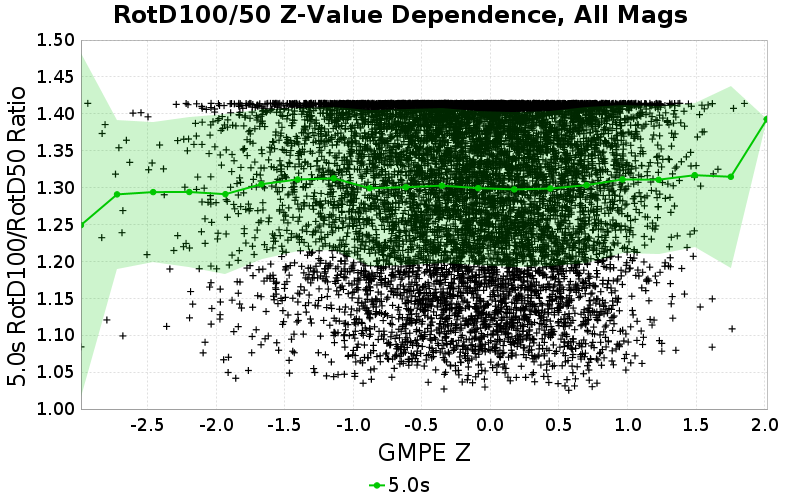 RotD100/50 Z-Value Dependence, All Mags
1.50
1.45
1.40
1.35
1.30
1.25
1.20
1.15
1.10
1.05
1.00
5.0s RotD100/RotD50 Ratio
-2.5 -2.0 -1.5 -1.0 -0.5 0.0 0.5 1.0 1.5 2.0
GMPE Z
5.0s